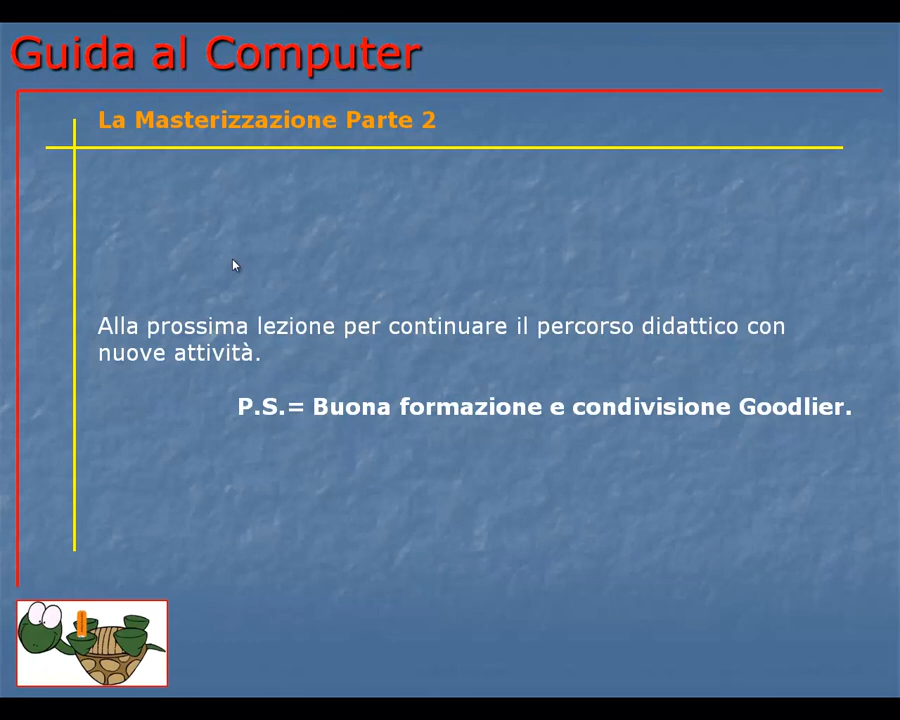 Guida al Computer
La Masterizzazione Parte 2
Alla prossima lezione per continuare il percorso didattico con
nuove attività.
P.S.= Buona formazione e condivisione Goodlier.